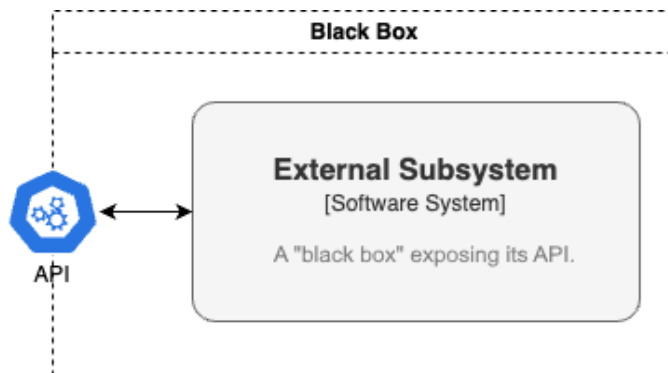 Black Box
External Subsystem
[Software System]
A "black box" exposing its API.
API